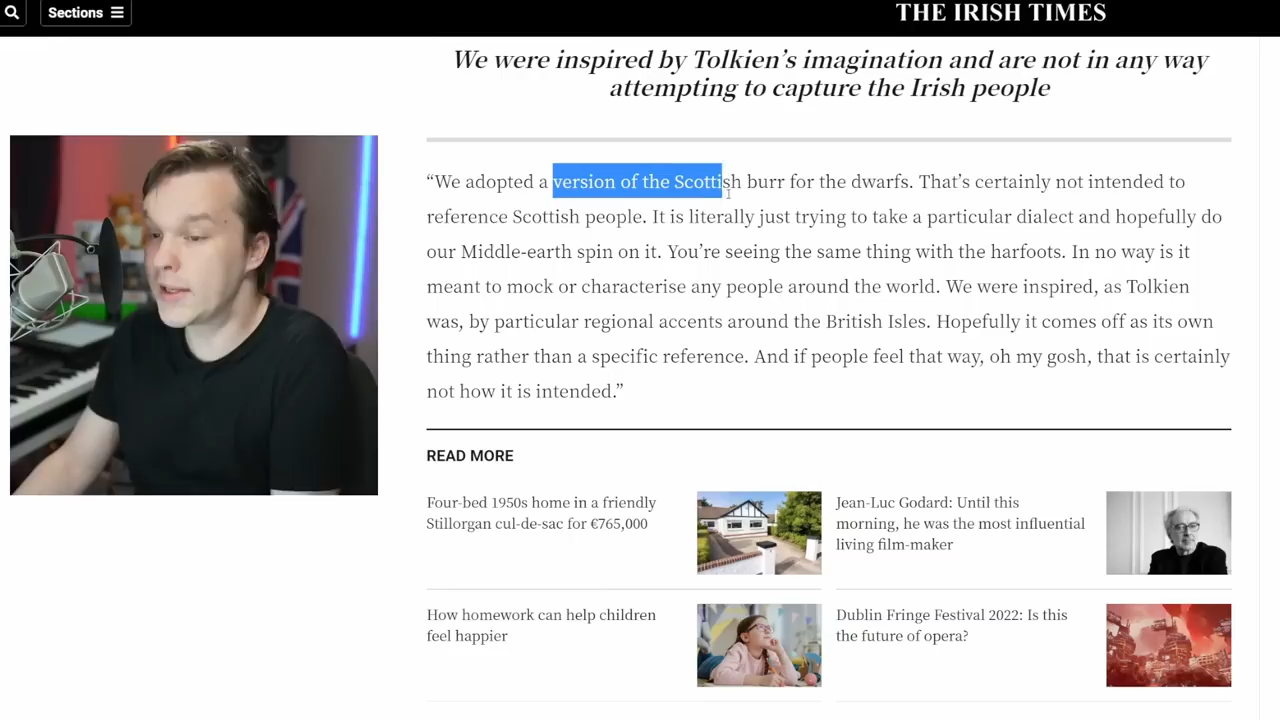 Sections
THE IRISH TIMES
We were inspired by Tolkien’s imagination and are not in any way
attempting to capture the Irish people
“We adopted a version of the Scottish burr for the dwarfs. That’s certainly not intended to
reference Scottish people. It is literally just trying to take a particular dialect and hopefully do
our Middle-earth spin on it. You’re seeing the same thing with the harfoots. In no way is it
meant to mock or characterise any people around the world. We were inspired, as Tolkien
was, by particular regional accents around the British Isles. Hopefully it comes off as its own
thing rather than a specific reference. And if people feel that way, oh my gosh, that is certainly
not how it is intended.”
READ MORE
Four-bed 1950s home in a friendly
Stillorgan cul-de-sac for €765,000
Jean-Luc Godard: Until this
morning, he was the most influential
living film-maker
How homework can help children
feel happier
Dublin Fringe Festival 2022: Is this
the future of opera?